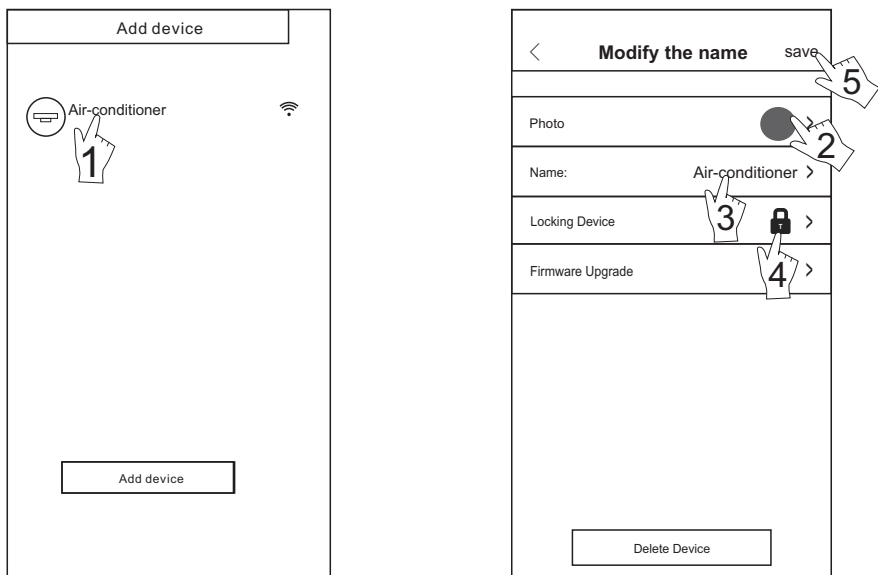 Add device
Air-conditioner
1
Add device
Modify the name save
5
Photo
2
Name: Air-conditioner
3
Locking Device
T
4
Firmware Upgrade
Delete Device